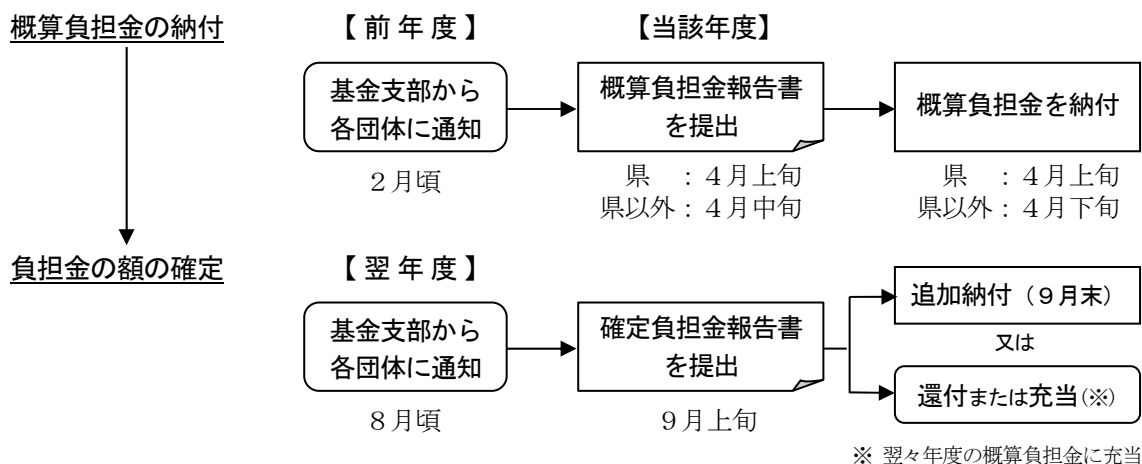 概算負担金の納付
【 前 年 度 】
【当該年度】
基金支部から
各団体に通知
概算負担金報告書
を提出
概算負担金を納付
２月頃
県　：４月上旬
県以外：４月中旬
県　：４月上旬
県以外：４月下旬
負担金の額の確定
【 翌 年 度 】
基金支部から
各団体に通知
確定負担金報告書
を提出
追加納付（９月末）
又は
還付または充当(※)
８月頃
９月上旬
※ 翌々年度の概算負担金に充当